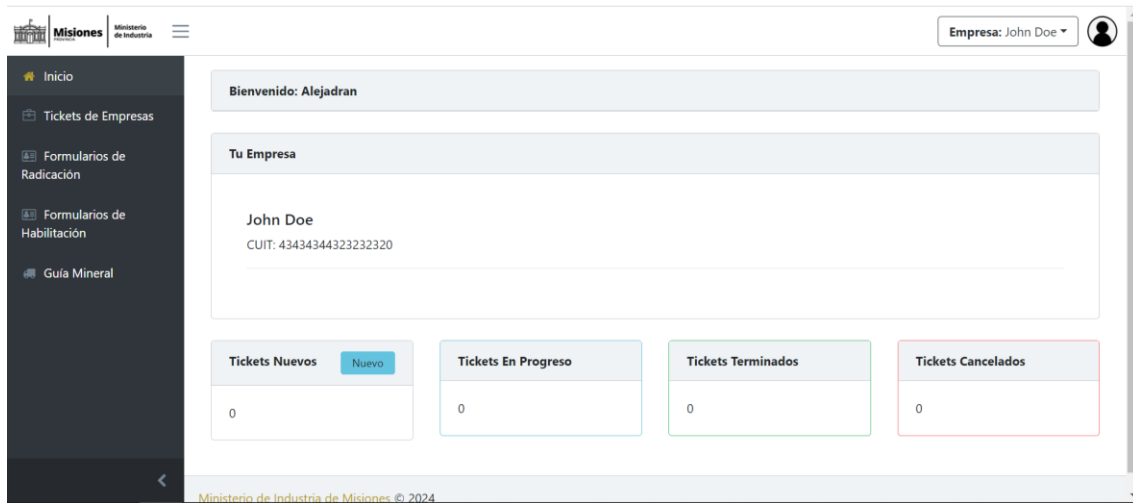 Misiones
PROVINCIA
Ministerio
de Industria
Empresa: John Doe
Inicio
Tickets de Empresas
Formularios de
Radicación
Formularios de
Habilitación
Guía Mineral
Bienvenido: Alejadran
Tu Empresa
John Doe
CUIT: 43434344323232320
Tickets Nuevos
Nuevo
0
Tickets En Progreso
0
Tickets Terminados
0
Tickets Cancelados
0
Ministerio de Industria de Misiones © 2024